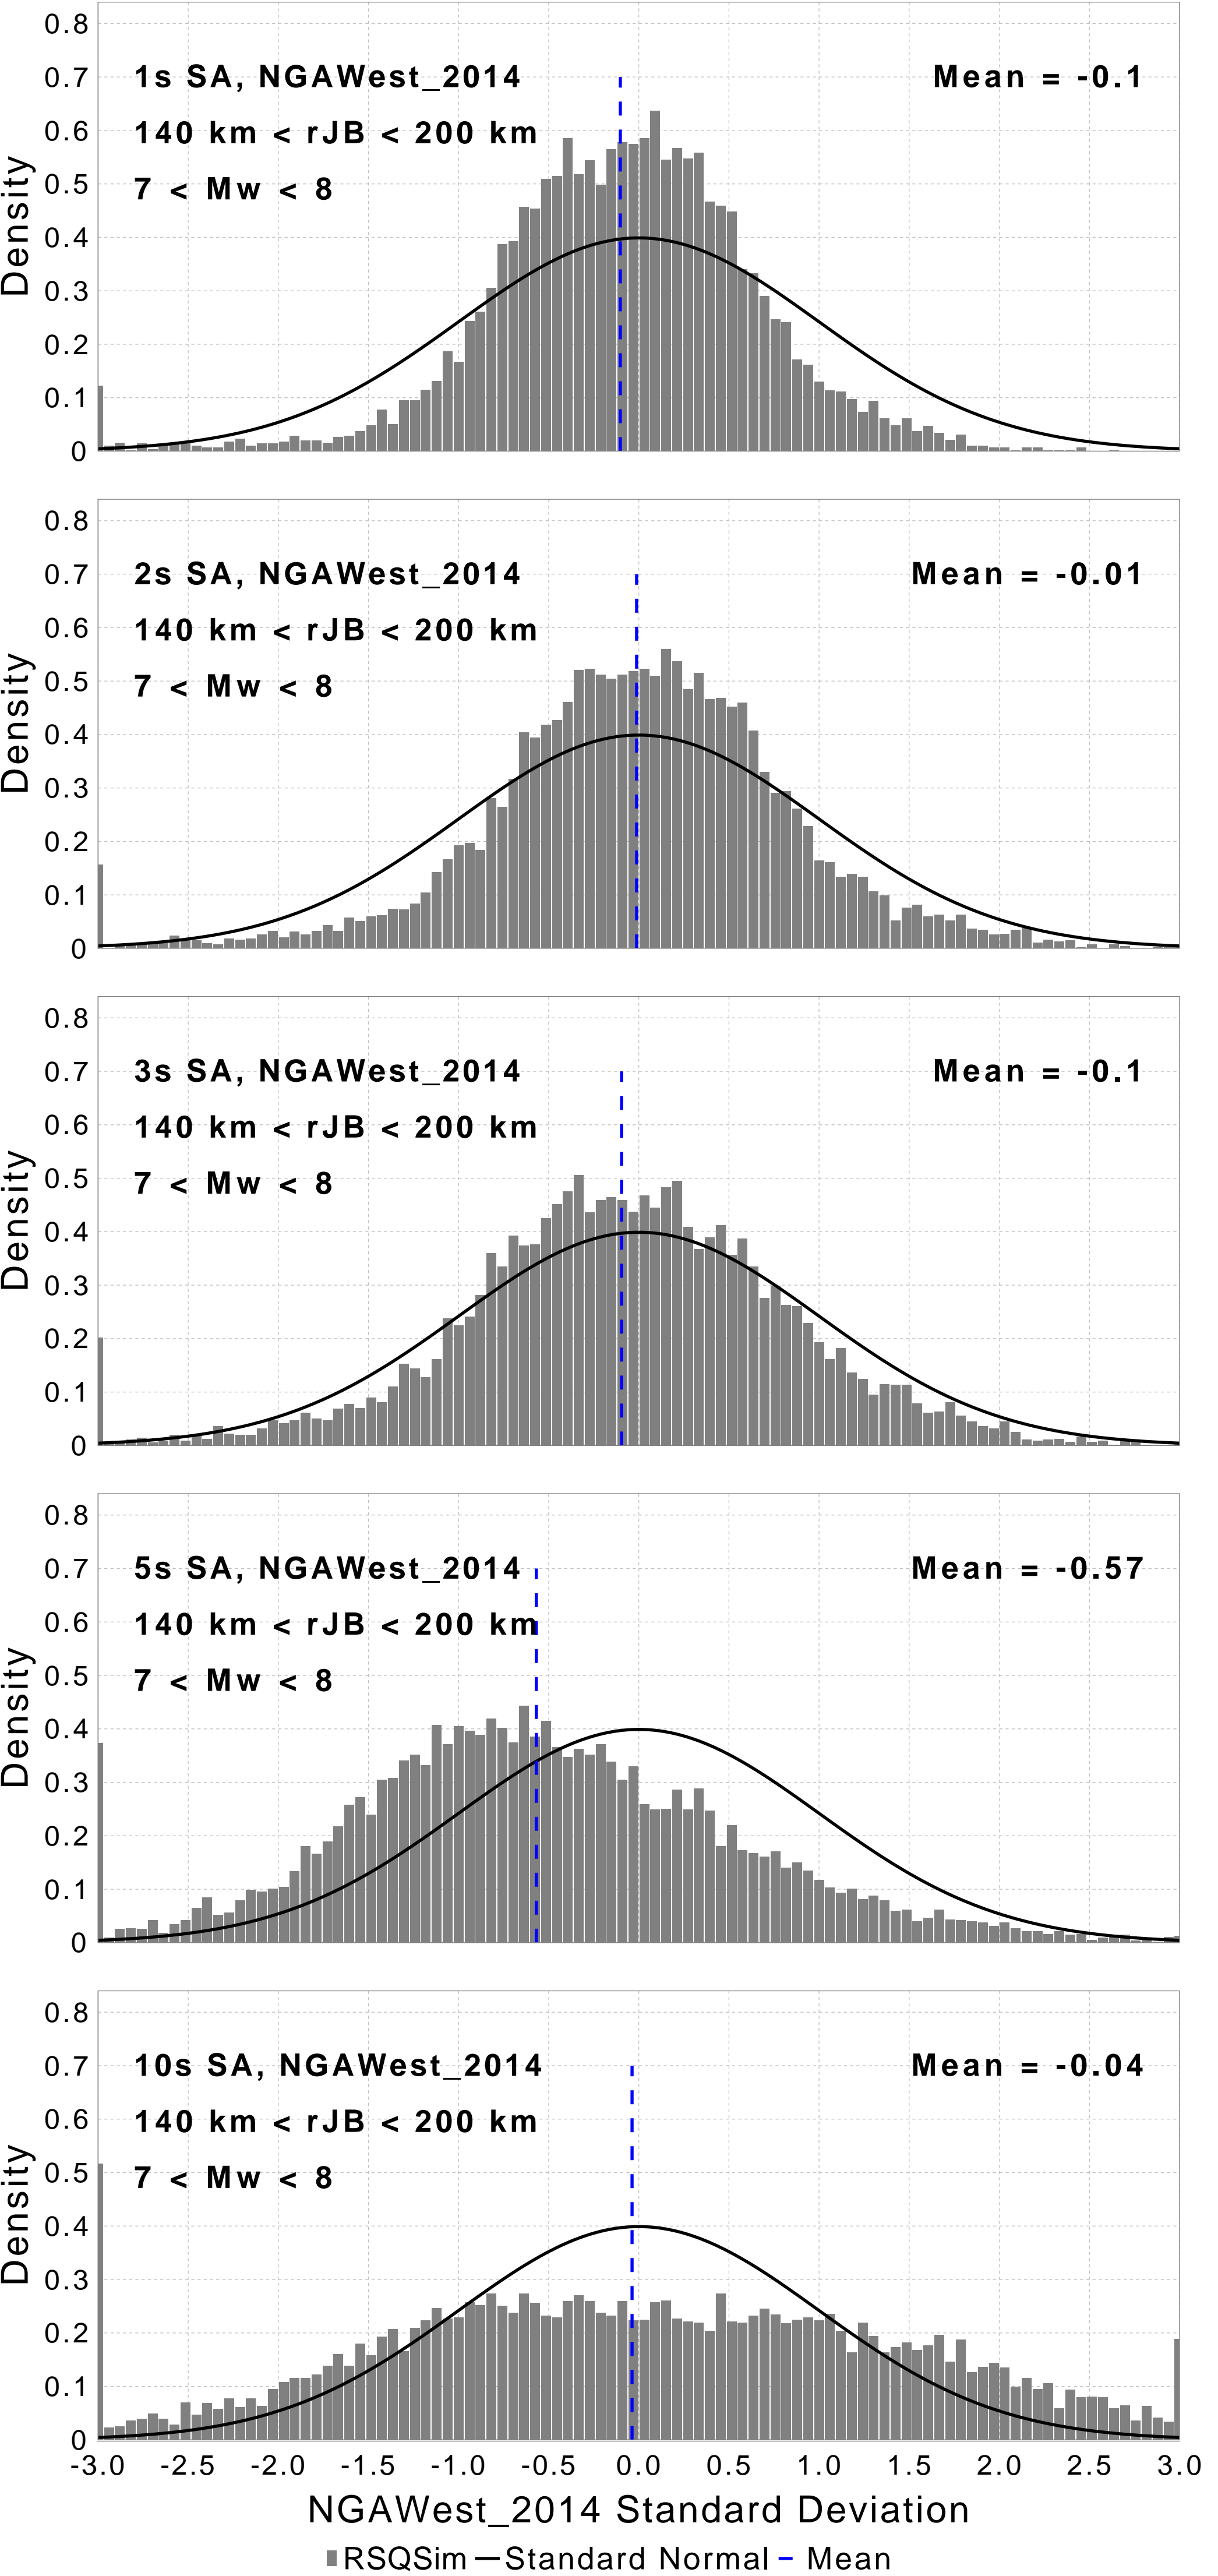 0.8
0.7
0.6
0.5
0.4
0.3
0.2
0.1
0
Density
1s SA, NGAWest_2014
140 km < rJB < 200 km
7 < Mw < 8
Mean = -0.1
0.8
0.7
0.6
0.5
0.4
0.3
0.2
0.1
0
Density
2s SA, NGAWest_2014
140 km < rJB < 200 km
7 < Mw < 8
Mean = -0.01
0.8
0.7
0.6
0.5
0.4
0.3
0.2
0.1
0
Density
3s SA, NGAWest_2014
140 km < rJB < 200 km
7 < Mw < 8
Mean = -0.1
0.8
0.7
0.6
0.5
0.4
0.3
0.2
0.1
0
Density
5s SA, NGAWest_2014
140 km < rJB < 200 km
7 < Mw < 8
Mean = -0.57
0.8
0.7
0.6
0.5
0.4
0.3
0.2
0.1
0
Density
10s SA, NGAWest_2014
140 km < rJB < 200 km
7 < Mw < 8
Mean = -0.04
-3.0 -2.5 -2.0 -1.5 -1.0 -0.5 0.0 0.5 1.0 1.5 2.0 2.5 3.0
NGAWest_2014 Standard Deviation
RSQSim Standard Normal Mean